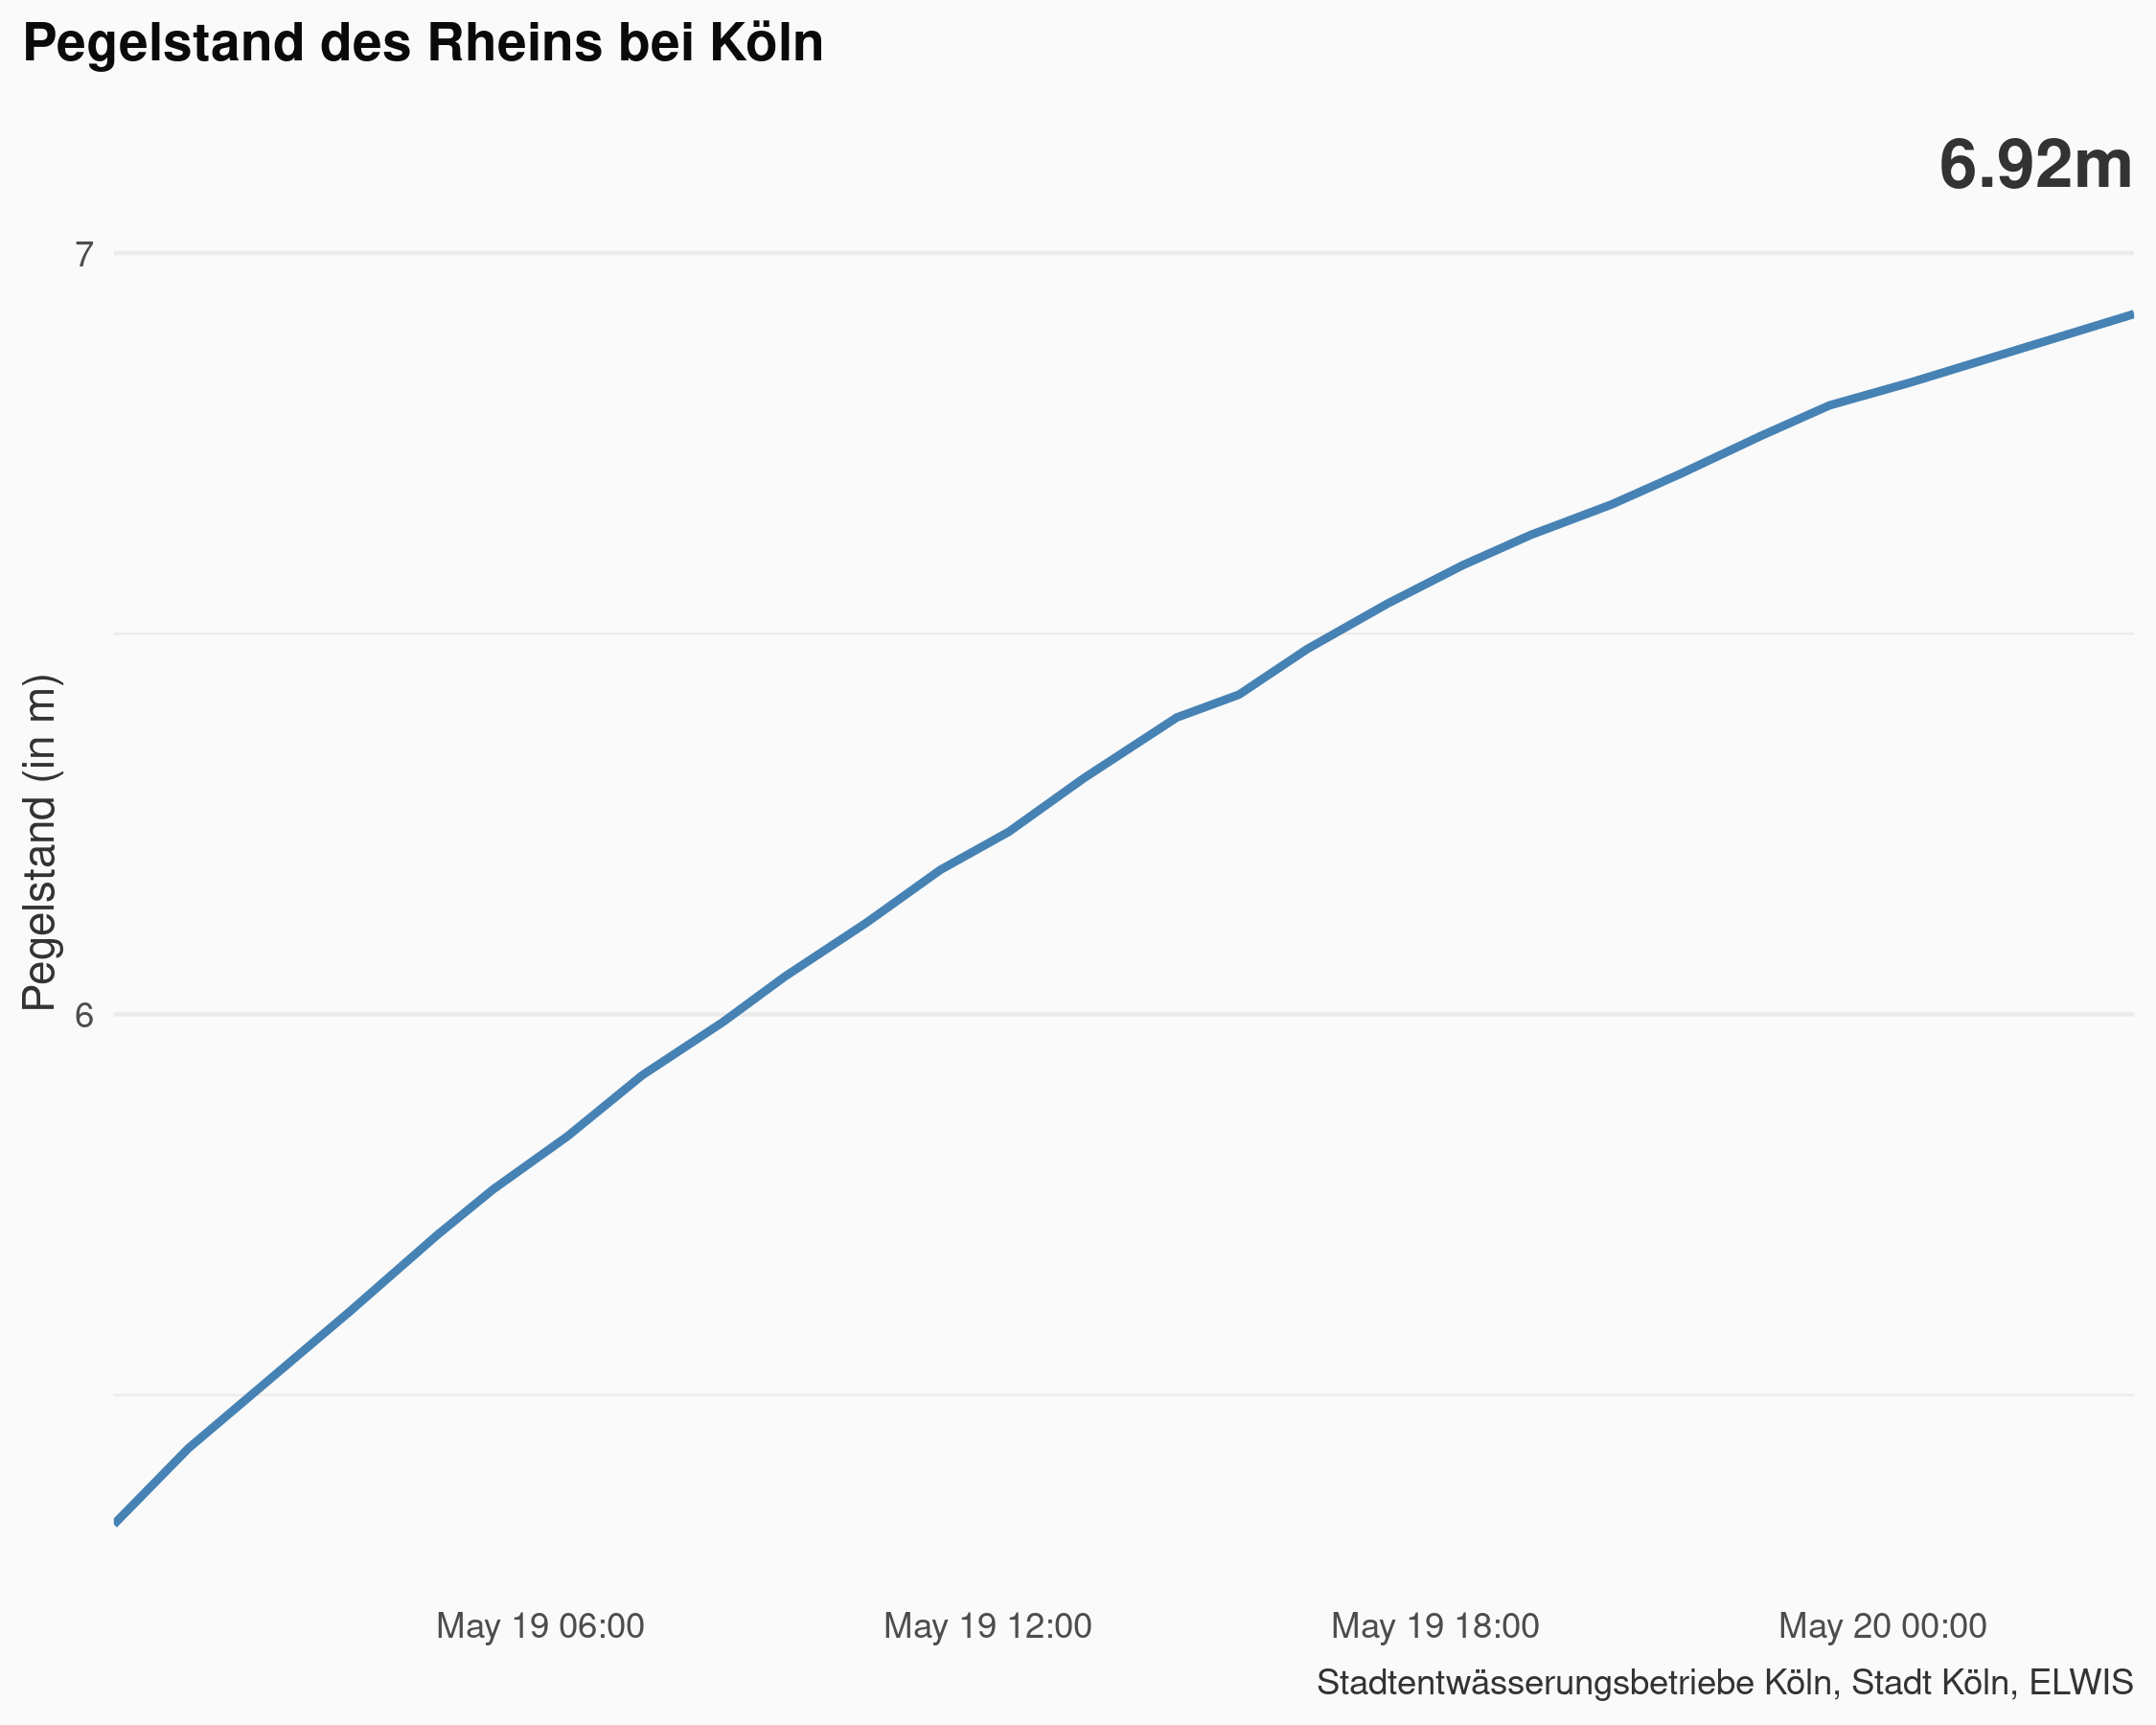 Pegelstand des Rheins bei Köln
6.92m
7
Pegelstand (in m)
6
May 19 06:00
May 19 12:00
May 19 18:00
May 20 00:00
Stadtentwässerungsbetriebe Köln, Stadt Köln, ELWIS